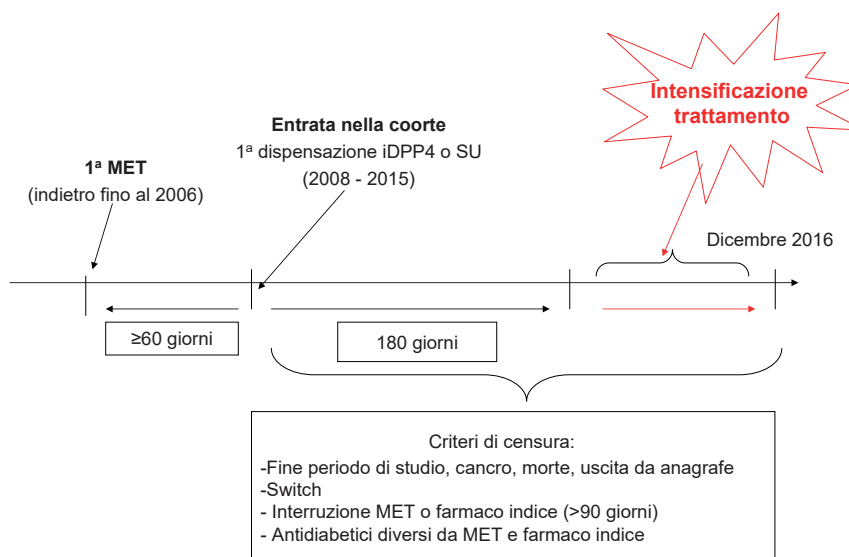 Intensificazione
trattamento
Entrata nella coorte
1ª dispensazione iDPP4 o SU
(2008 - 2015)
1ª MET
(indietro fino al 2006)
Dicembre 2016
≥60 giorni
180 giorni
Criteri di censura:
-Fine periodo di studio, cancro, morte, uscita da anagrafe
-Switch
- Interruzione MET o farmaco indice (>90 giorni)
- Antidiabetici diversi da MET e farmaco indice